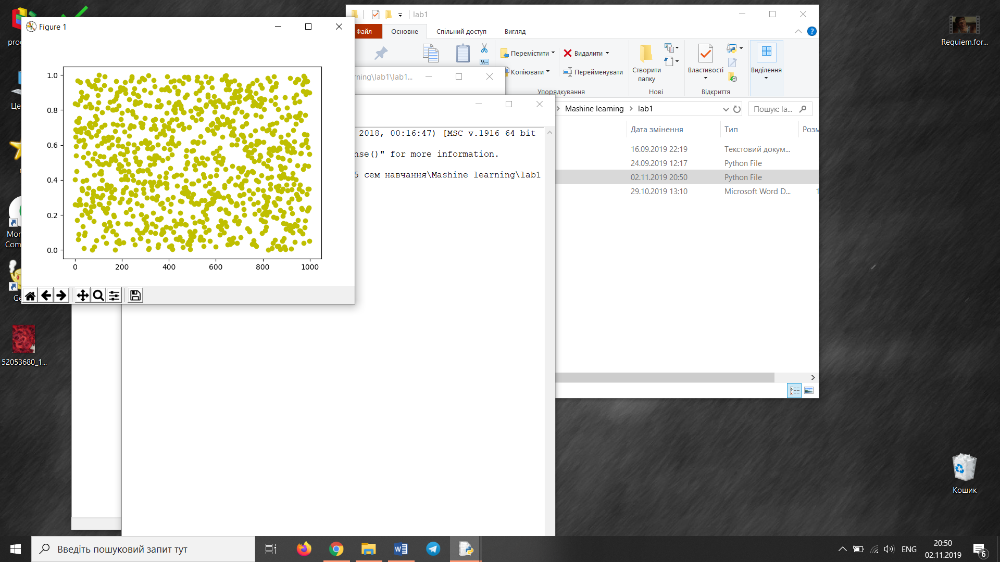 Figure 1
1.0
0.8
0.6
0.4
0.2
0.0
0 200 400 600 800 1000
lab1
Файл Основне Спільний доступ Вигляд
Перемістити
Видалити
Копіювати
Перейменувати
Створити папку
Властивості
Виділення
Упорядкування
Нові
Відкриття
rning\lab1\lab1...
Mashine learning lab1
Пошук: la...
Дата змінення Тип Розм
16.09.2019 22:19 Текстовий докум...
24.09.2019 12:17 Python File
02.11.2019 20:50 Python File
29.10.2019 13:10 Microsoft Word D... 1
2018, 00:16:47) [MSC v.1916 64 bit
nse()" for more information.
5 сем навчання\Mashine learning\lab1
prog
Це
Mor
Com
Ge
52053680_1...
Requiem.for...
Кошик
Введіть пошуковий запит тут
ENG
20:50
02.11.2019
6